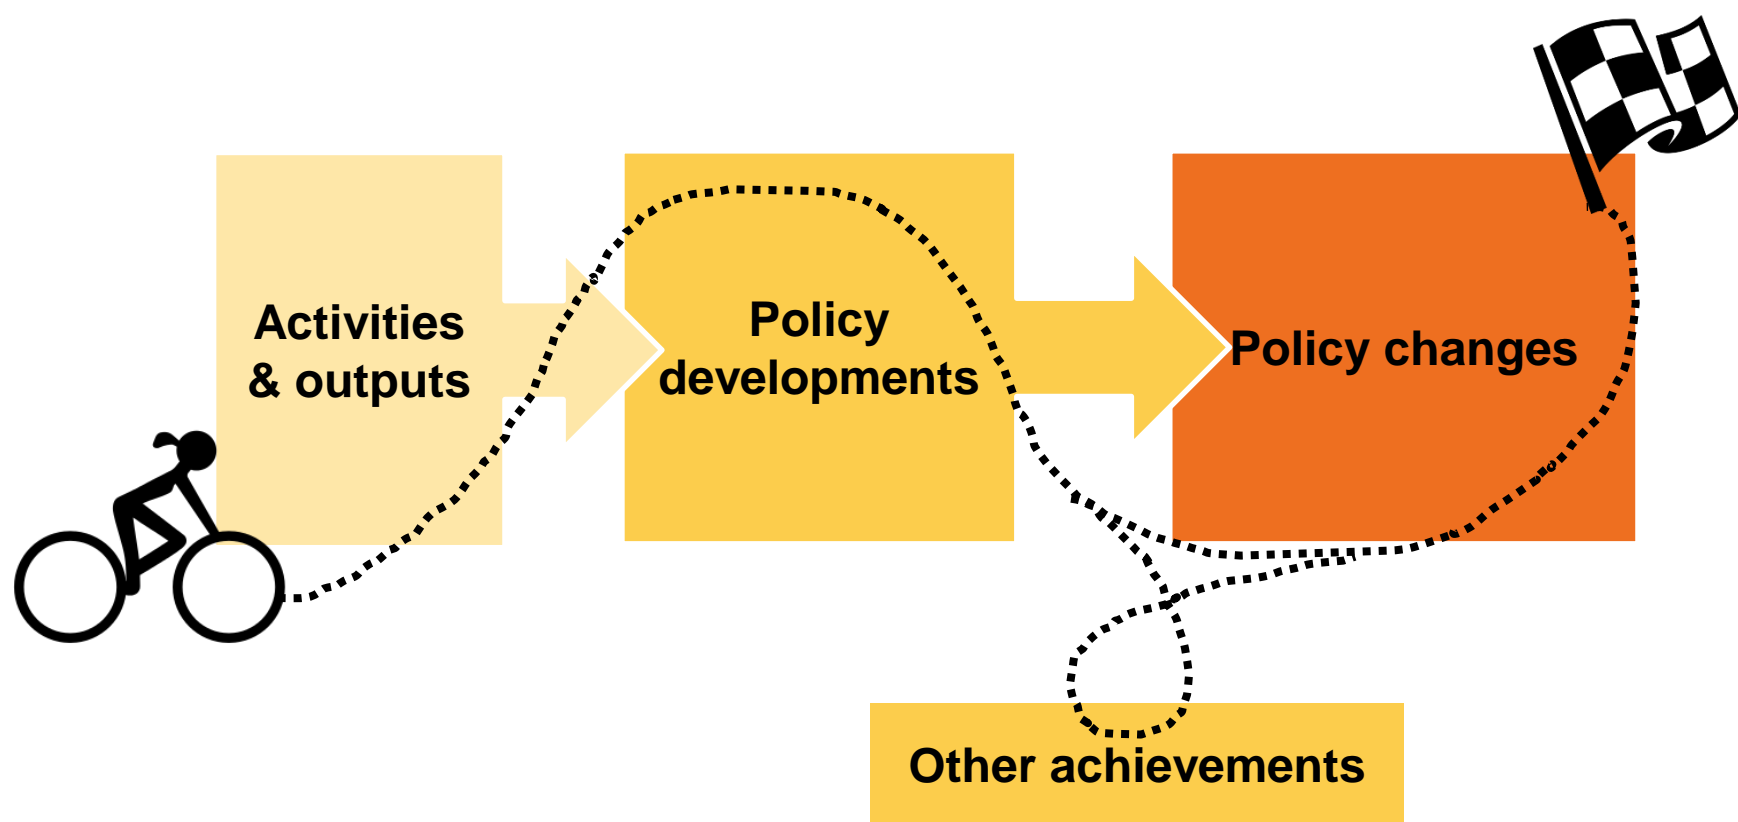 Activities
& outputs
Policy
developments
Policy changes
Other achievements